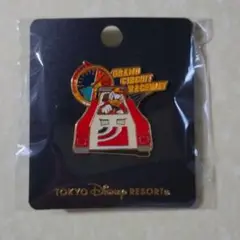 GRAND
CIRCUIT
RACEWAY
TOKYO Disney RESORT®